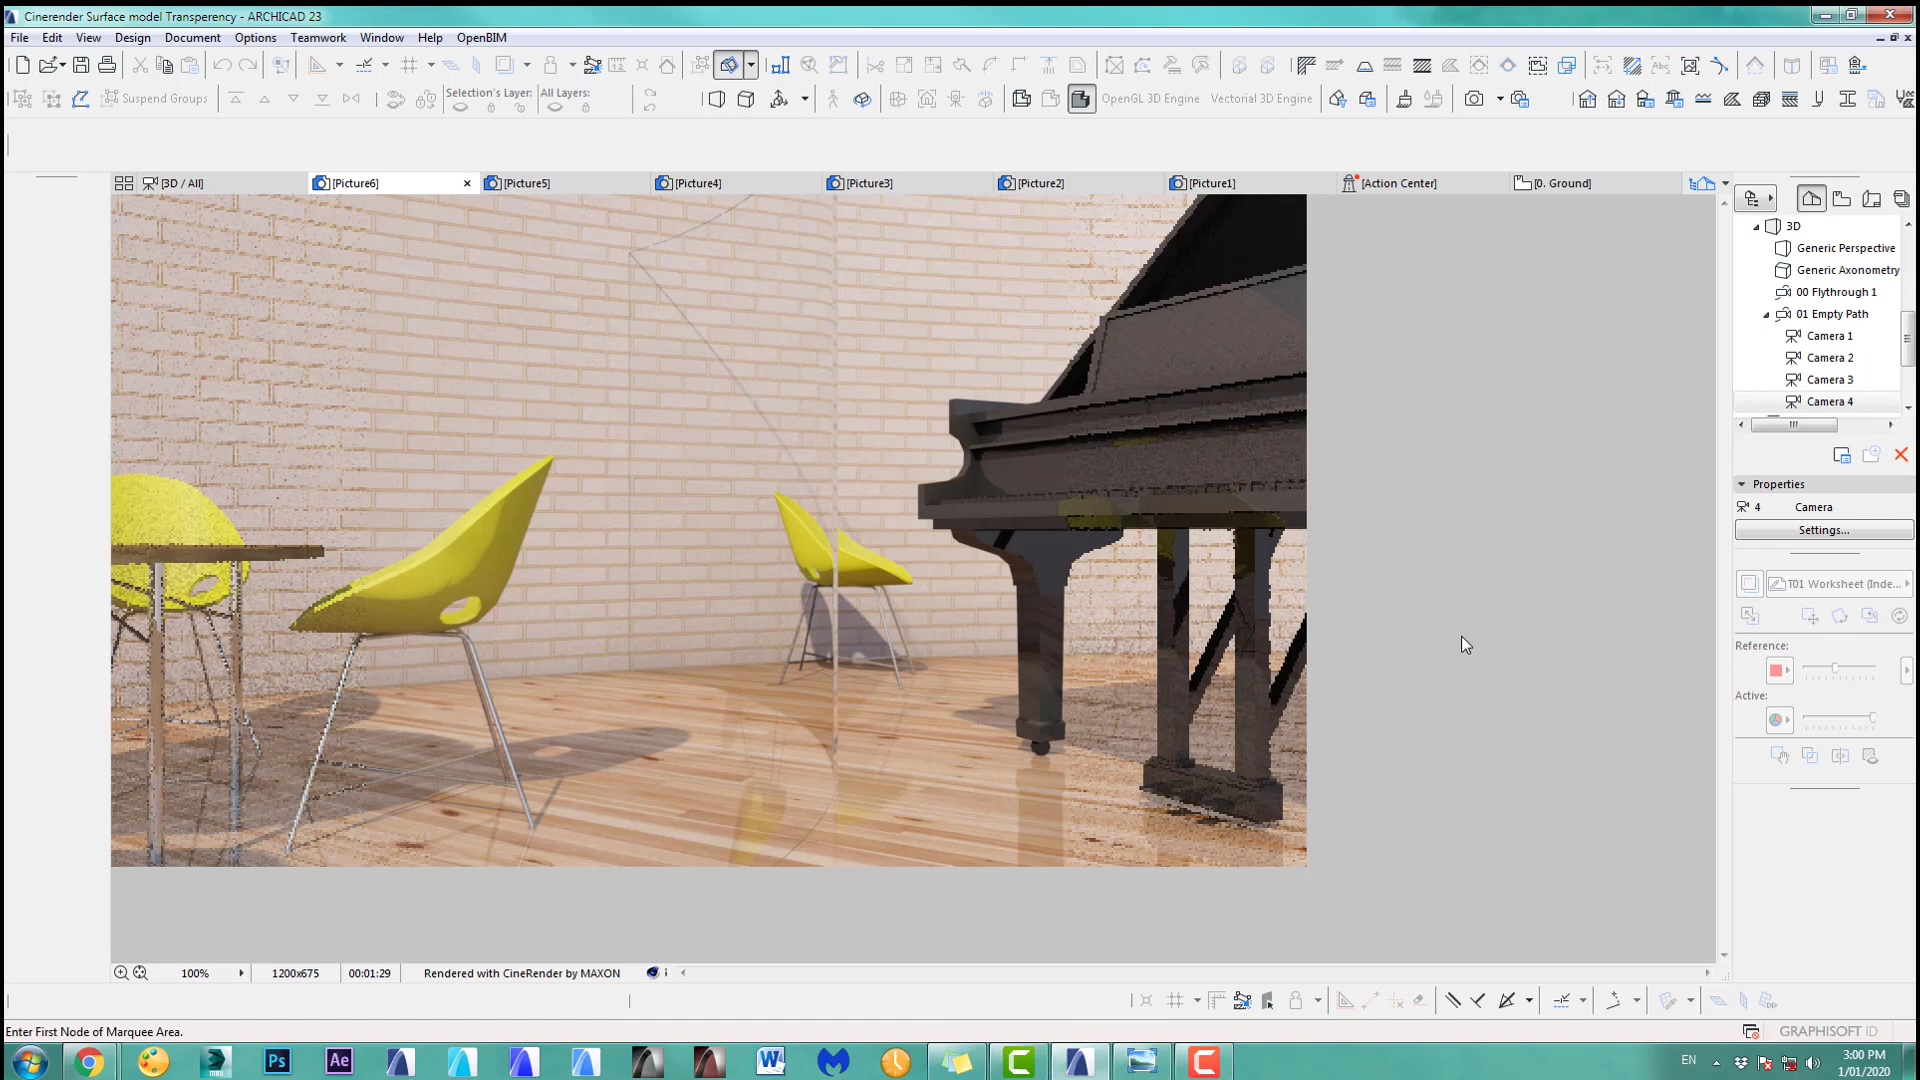 Cinerender Surface model Transperency - ARCHICAD 23
File Edit View Design Document Options Teamwork Window Help OpenBIM
Suspend Groups
Selection's Layer:
All Layers:
OpenGL 3D Engine Vectorial 3D Engine
[3D / All] [Picture6] [Picture5] [Picture4] [Picture3] [Picture2] [Picture1] [Action Center] [0. Ground]
3D
Generic Perspective
Generic Axonometry
00 Flythrough 1
01 Empty Path
Camera 1
Camera 2
Camera 3
Camera 4
Properties
4 Camera
Settings...
T01 Worksheet (Inde...
Reference:
Active:
100% 1200x675 00:01:29 Rendered with CineRender by MAXON
Enter First Node of Marquee Area.
GRAPHISOFT ID
MAX
Ps
Ae
EN
3:00 PM
1/01/2020